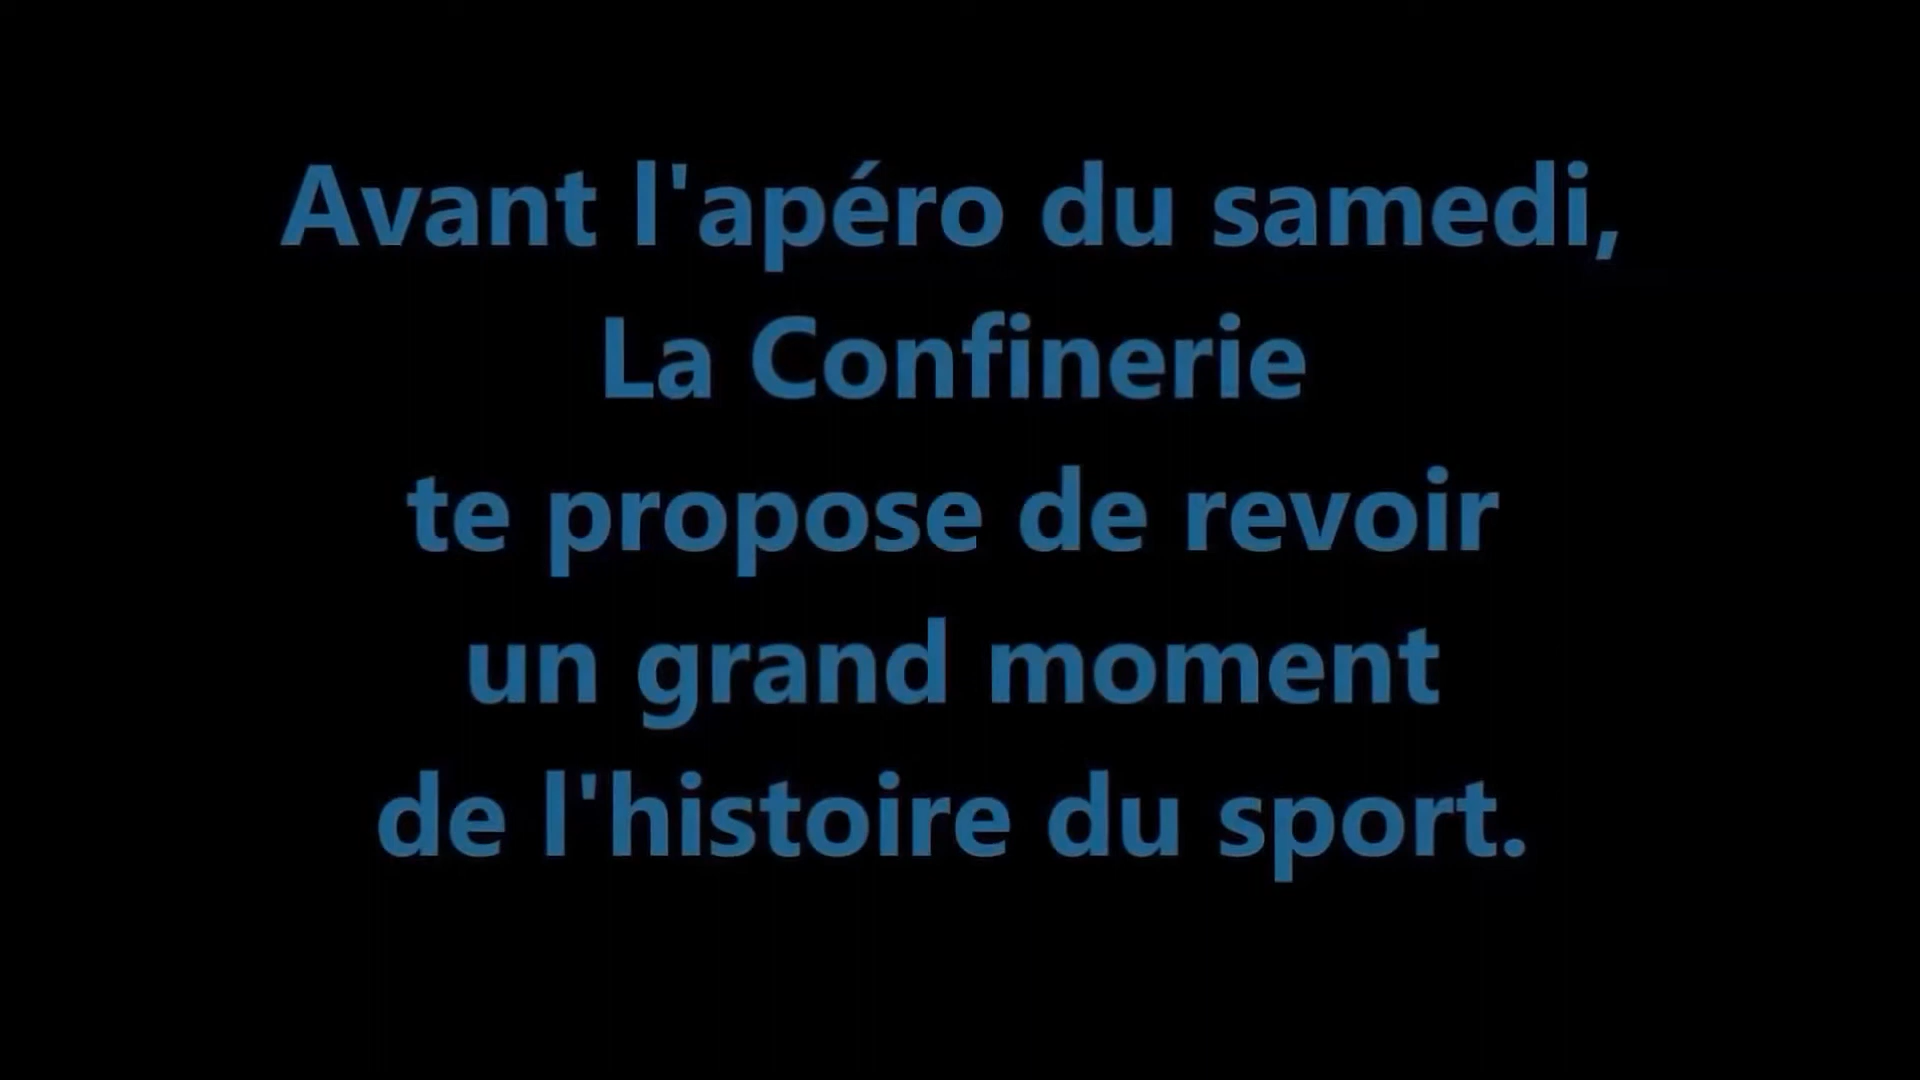 Avant l'apéro du samedi,
La Confinerie
te propose de revoir
un grand moment
de l'histoire du sport.